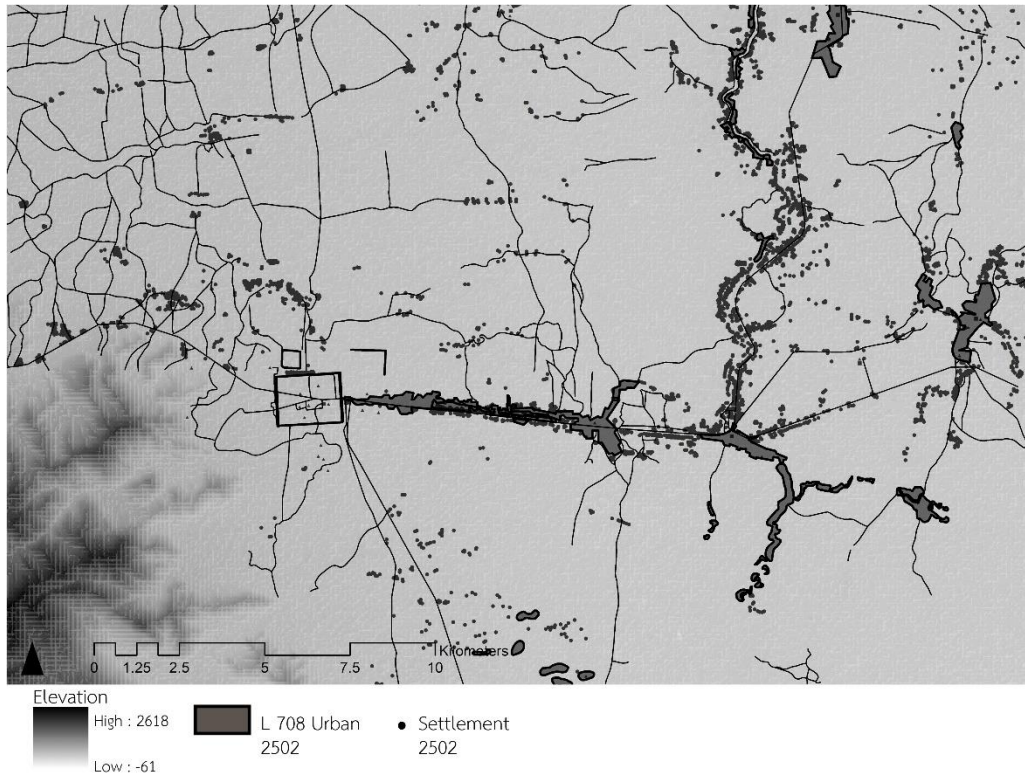 Kilometers
0 1.25 2.5 5 7.5 10
Elevation
High : 2618
Low : -61
L 708 Urban
2502
Settlement
2502